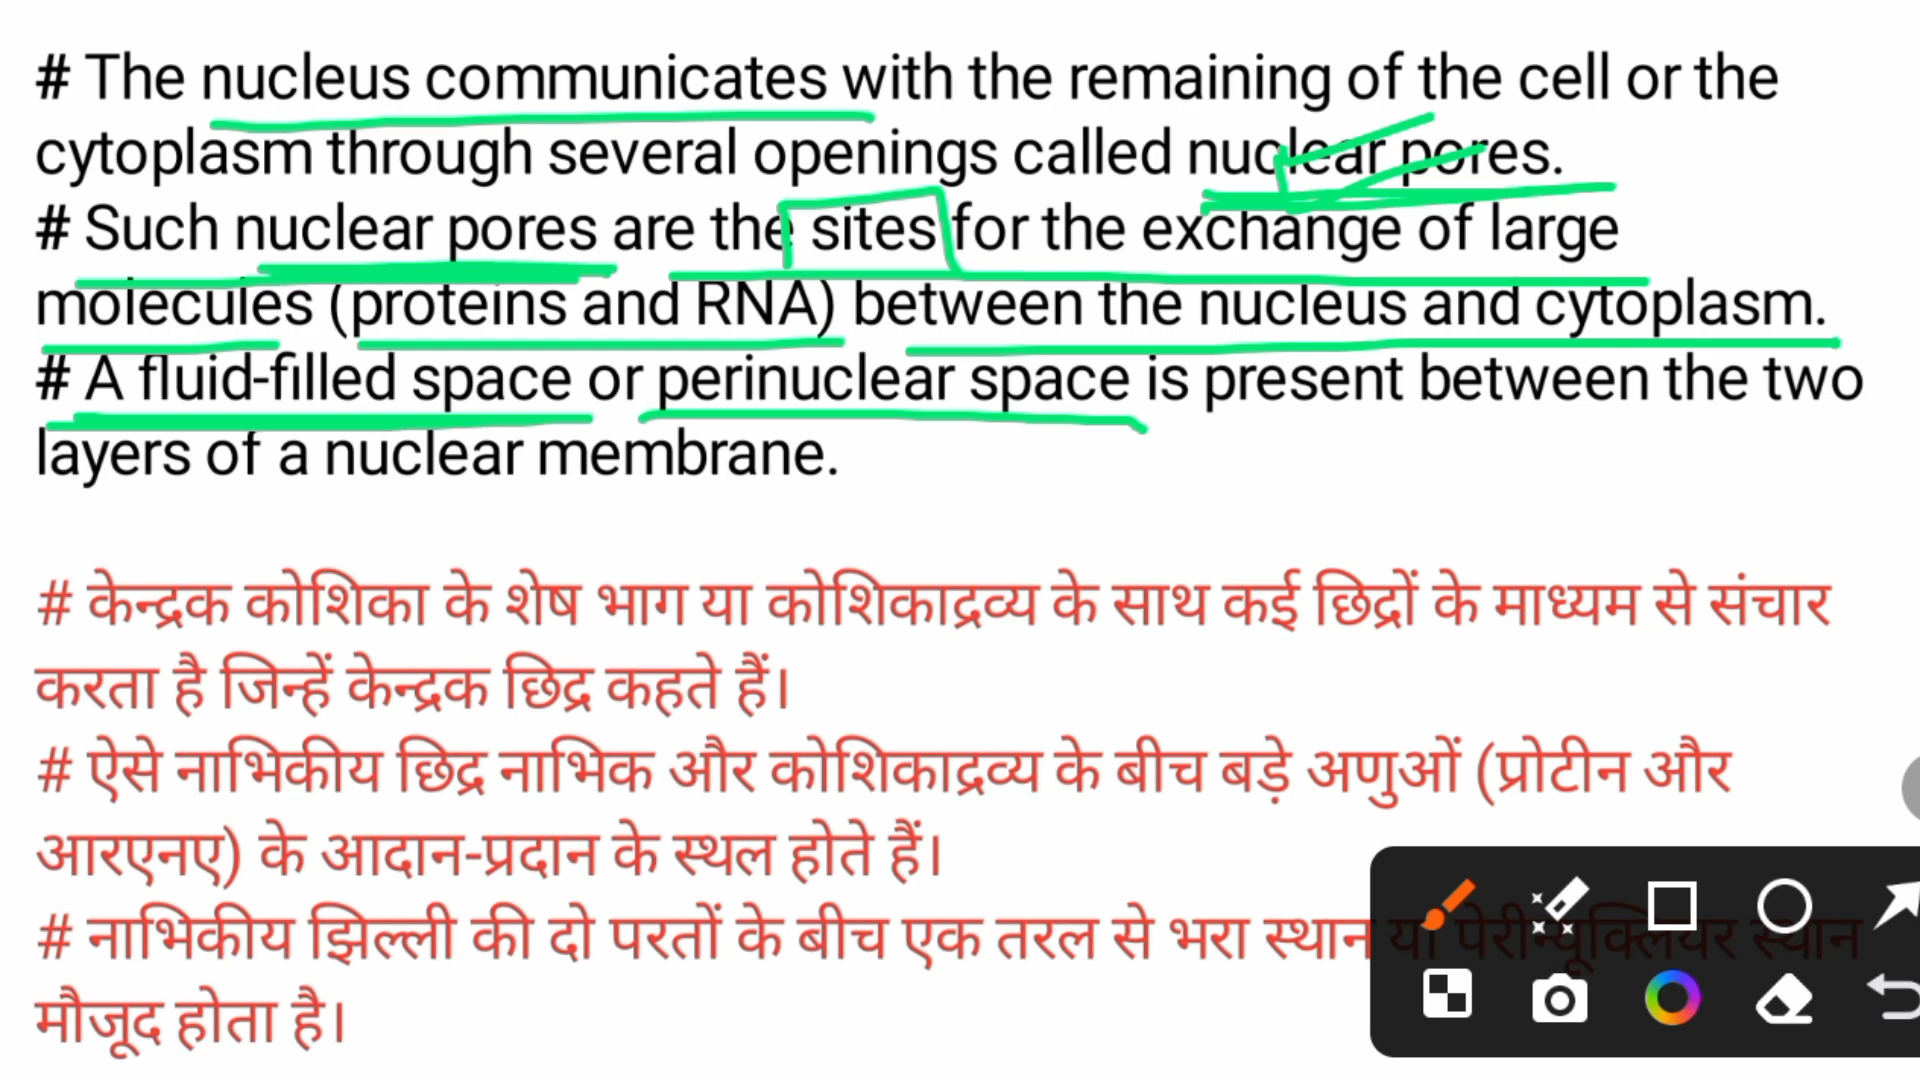 # The nucleus communicates with the remaining of the cell or the
cytoplasm through several openings called nuclear pores.
# Such nuclear pores are the sites for the exchange of large
molecules (proteins and RNA) between the nucleus and cytoplasm.
# A fluid-filled space or perinuclear space is present between the two
layers of a nuclear membrane.
# केन्द्रक कोशिका के शेष भाग या कोशिकाद्रव्य के साथ कई छिद्रों के माध्यम से संचार
करता है जिन्हें केन्द्रक छिद्र कहते हैं।
# ऐसे नाभिकीय छिद्र नाभिक और कोशिकाद्रव्य के बीच बड़े अणुओं (प्रोटीन और
आरएनए) के आदान-प्रदान के स्थल होते हैं।
# नाभिकीय झिल्ली की दो परतों के बीच एक तरल से भरा स्थान या पेरीन्यूक्लियर स्थान
मौजूद होता है।